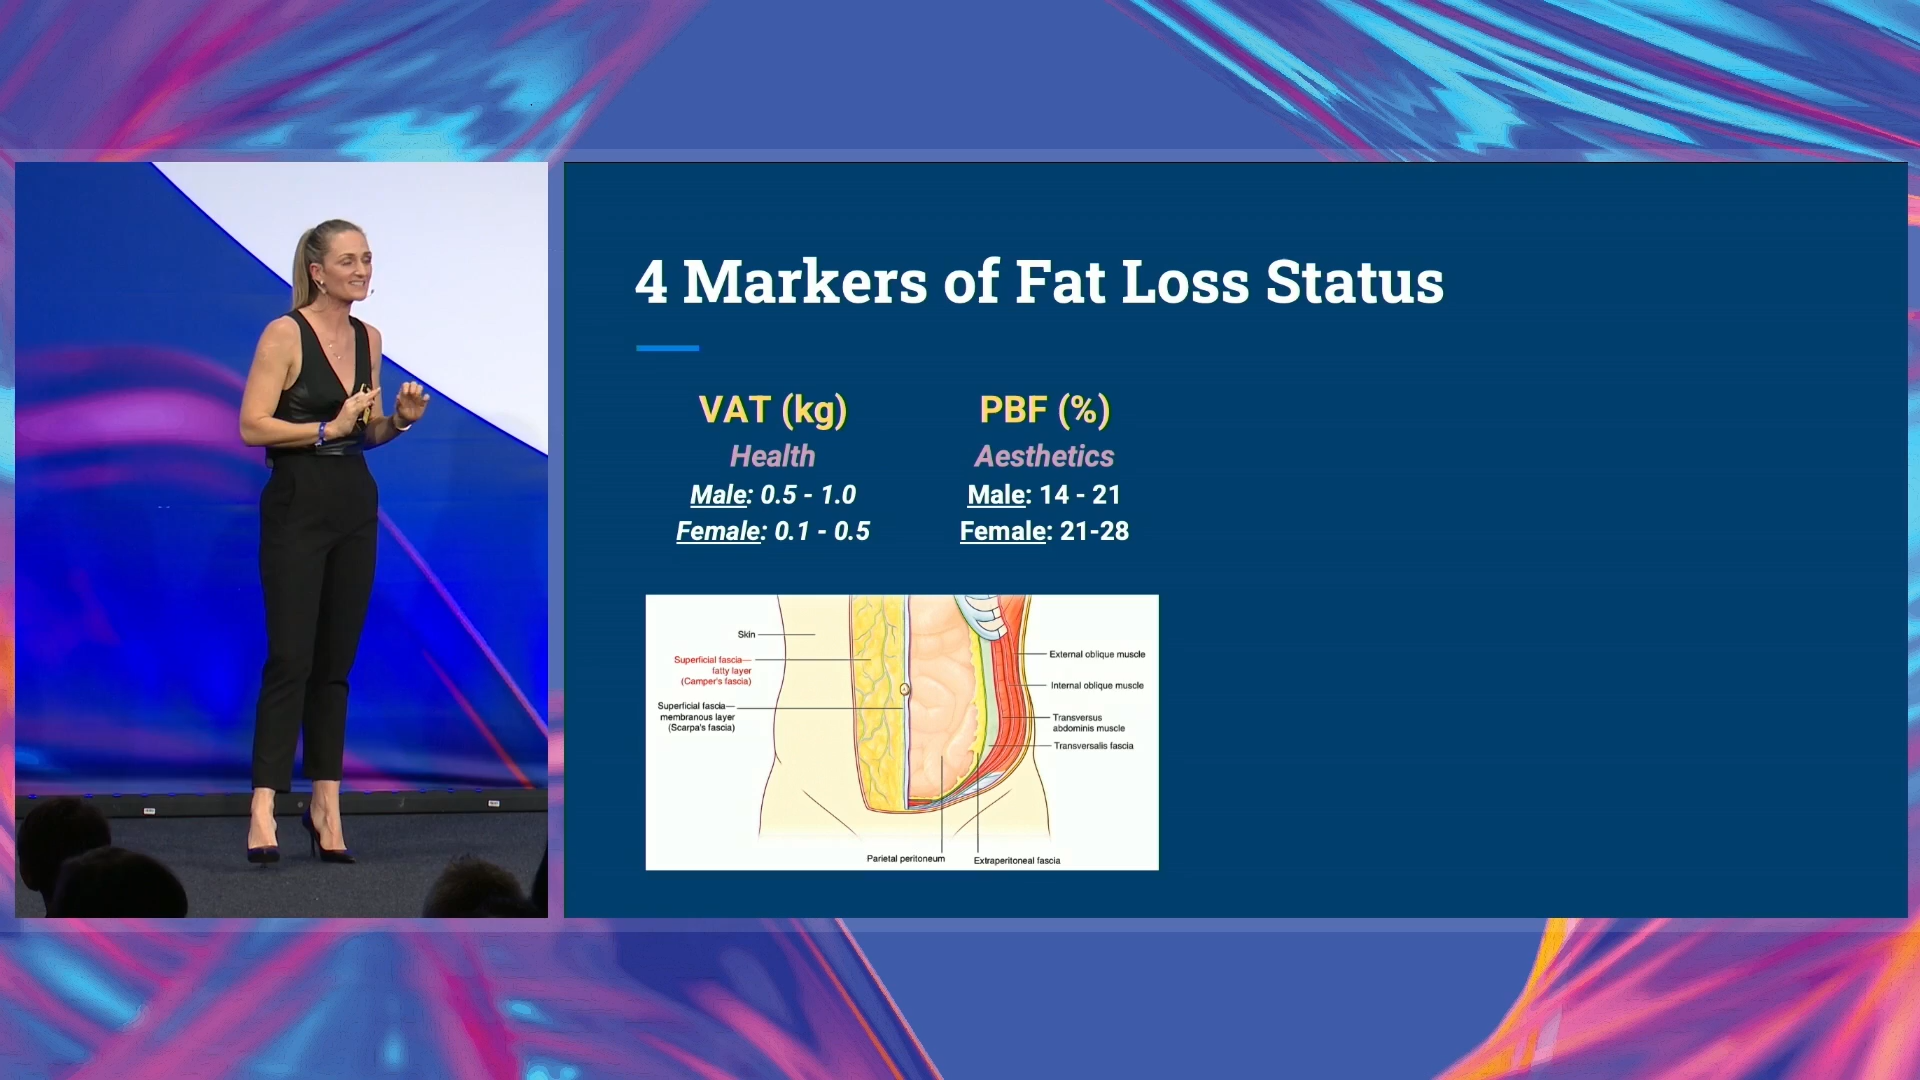 4 Markers of Fat Loss Status
VAT (kg)
Health
Male: 0.5 - 1.0
Female: 0.1 - 0.5
PBF (%)
Aesthetics
Male: 14 - 21
Female: 21-28
Skin
Superficial fascia—
fatty layer
(Camper's fascia)
Superficial fascia—
membranous layer
(Scarpa's fascia)
External oblique muscle
Internal oblique muscle
Transversus
abdominis muscle
Transversalis fascia
Parietal peritoneum
Extraperitoneal fascia